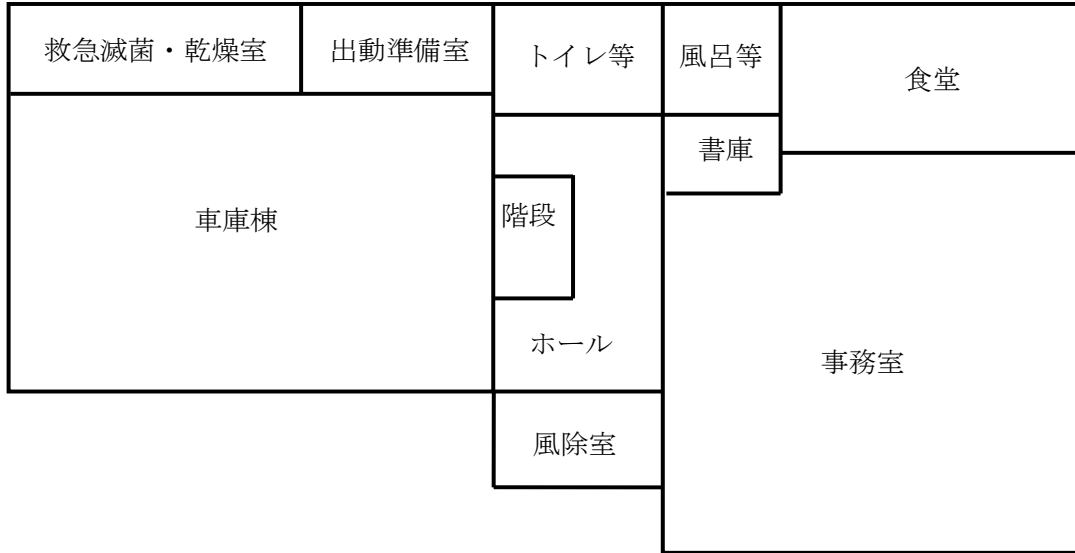 救急滅菌・乾燥室
出動準備室
トイレ等
風呂等
食堂
書庫
車庫棟
階段
ホール
事務室
風除室